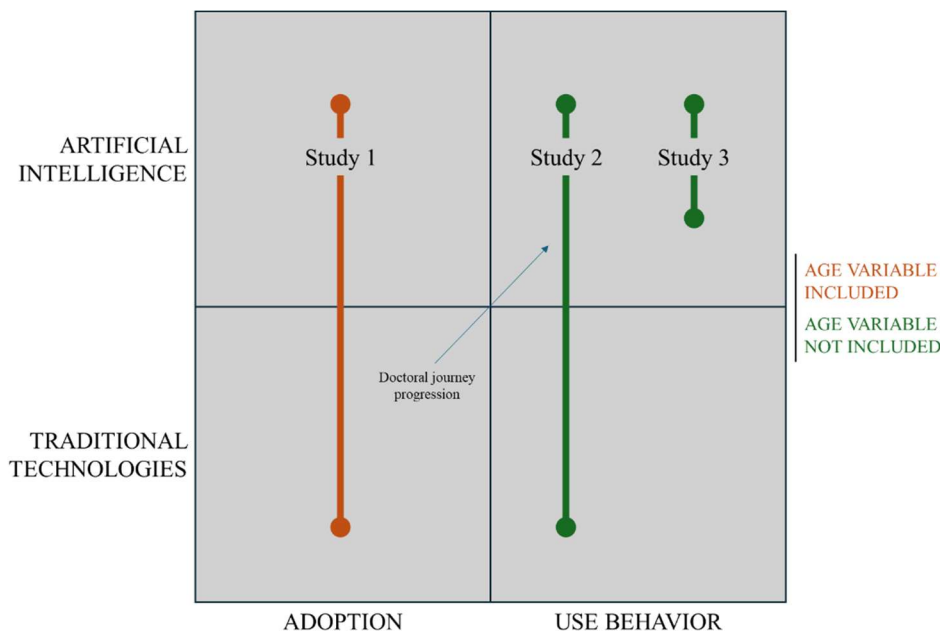 ARTIFICIAL
INTELLIGENCE
Study 1
Study 2
Study 3
AGE VARIABLE
INCLUDED
AGE VARIABLE
NOT INCLUDED
Doctoral journey
progression
TRADITIONAL
TECHNOLOGIES
ADOPTION
USE BEHAVIOR